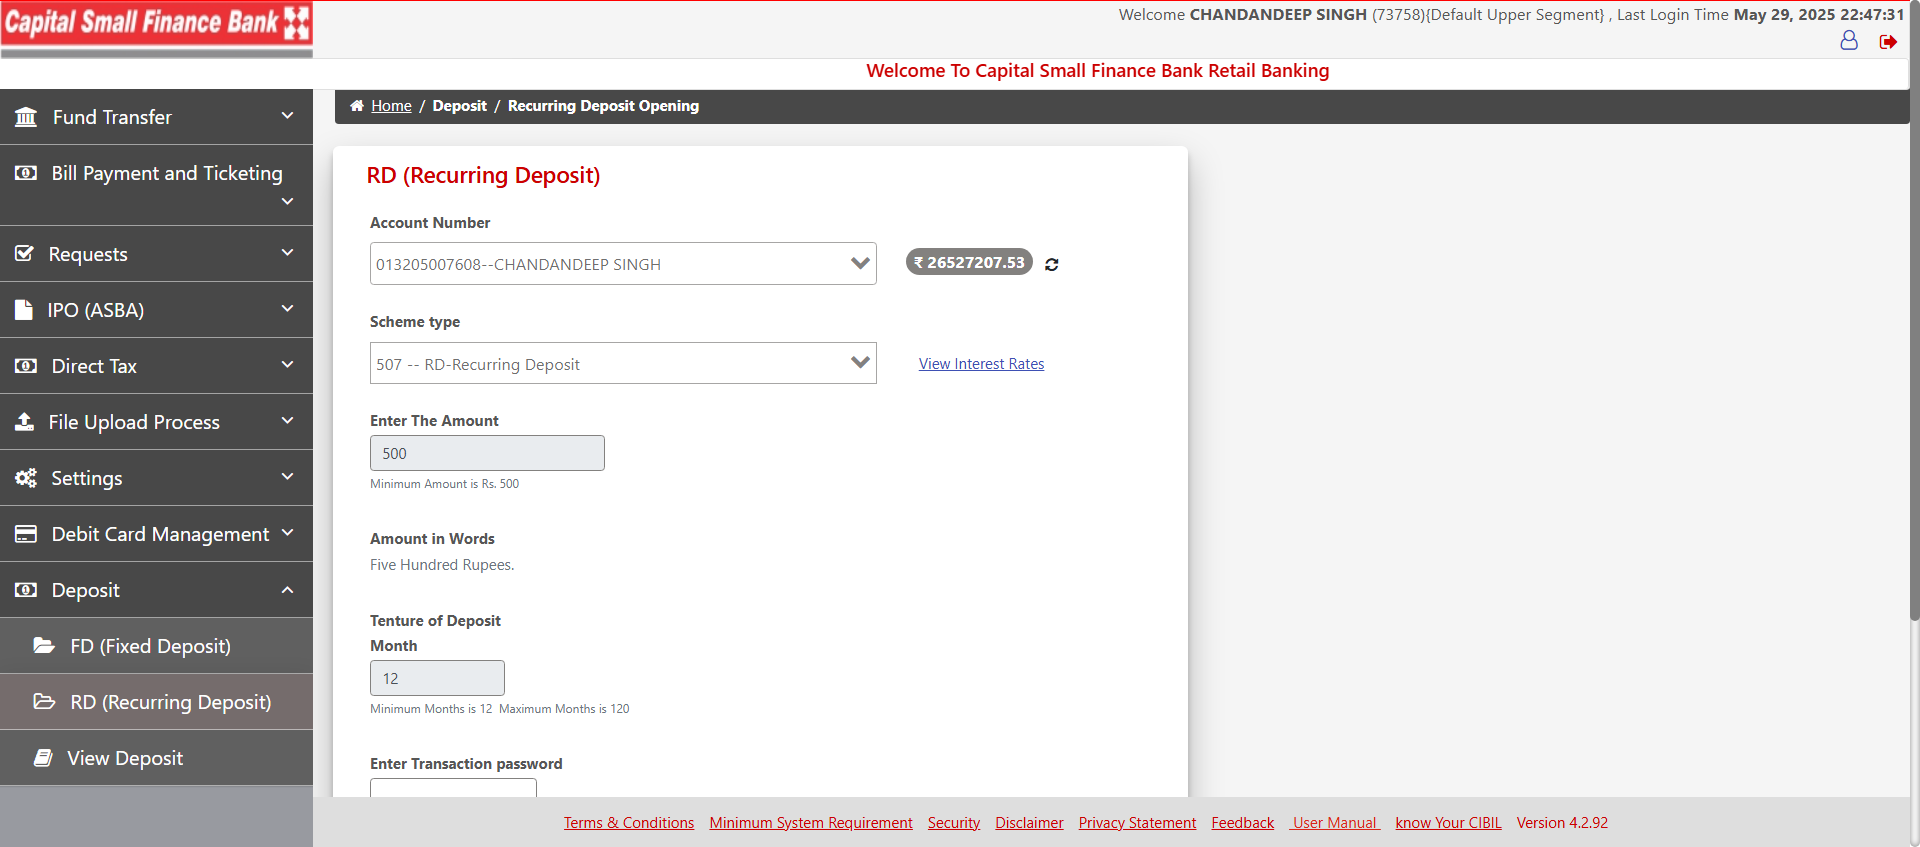 Capital Small Finance Bank
Welcome CHANDANDEEP SINGH (73758){Default Upper Segment} , Last Login Time May 29, 2025 22:47:31
Welcome To Capital Small Finance Bank Retail Banking
Home / Deposit / Recurring Deposit Opening
Fund Transfer
Bill Payment and Ticketing
Requests
IPO (ASBA)
Direct Tax
File Upload Process
Settings
Debit Card Management
Deposit
FD (Fixed Deposit)
RD (Recurring Deposit)
View Deposit
RD (Recurring Deposit)
Account Number
013205007608--CHANDANDEEP SINGH
₹ 26527207.53
Scheme type
507 -- RD-Recurring Deposit
View Interest Rates
Enter The Amount
500
Minimum Amount is Rs. 500
Amount in Words
Five Hundred Rupees.
Tenture of Deposit
Month
12
Minimum Months is 12 Maximum Months is 120
Enter Transaction password
Terms & Conditions Minimum System Requirement Security Disclaimer Privacy Statement Feedback User Manual know Your CIBIL Version 4.2.92